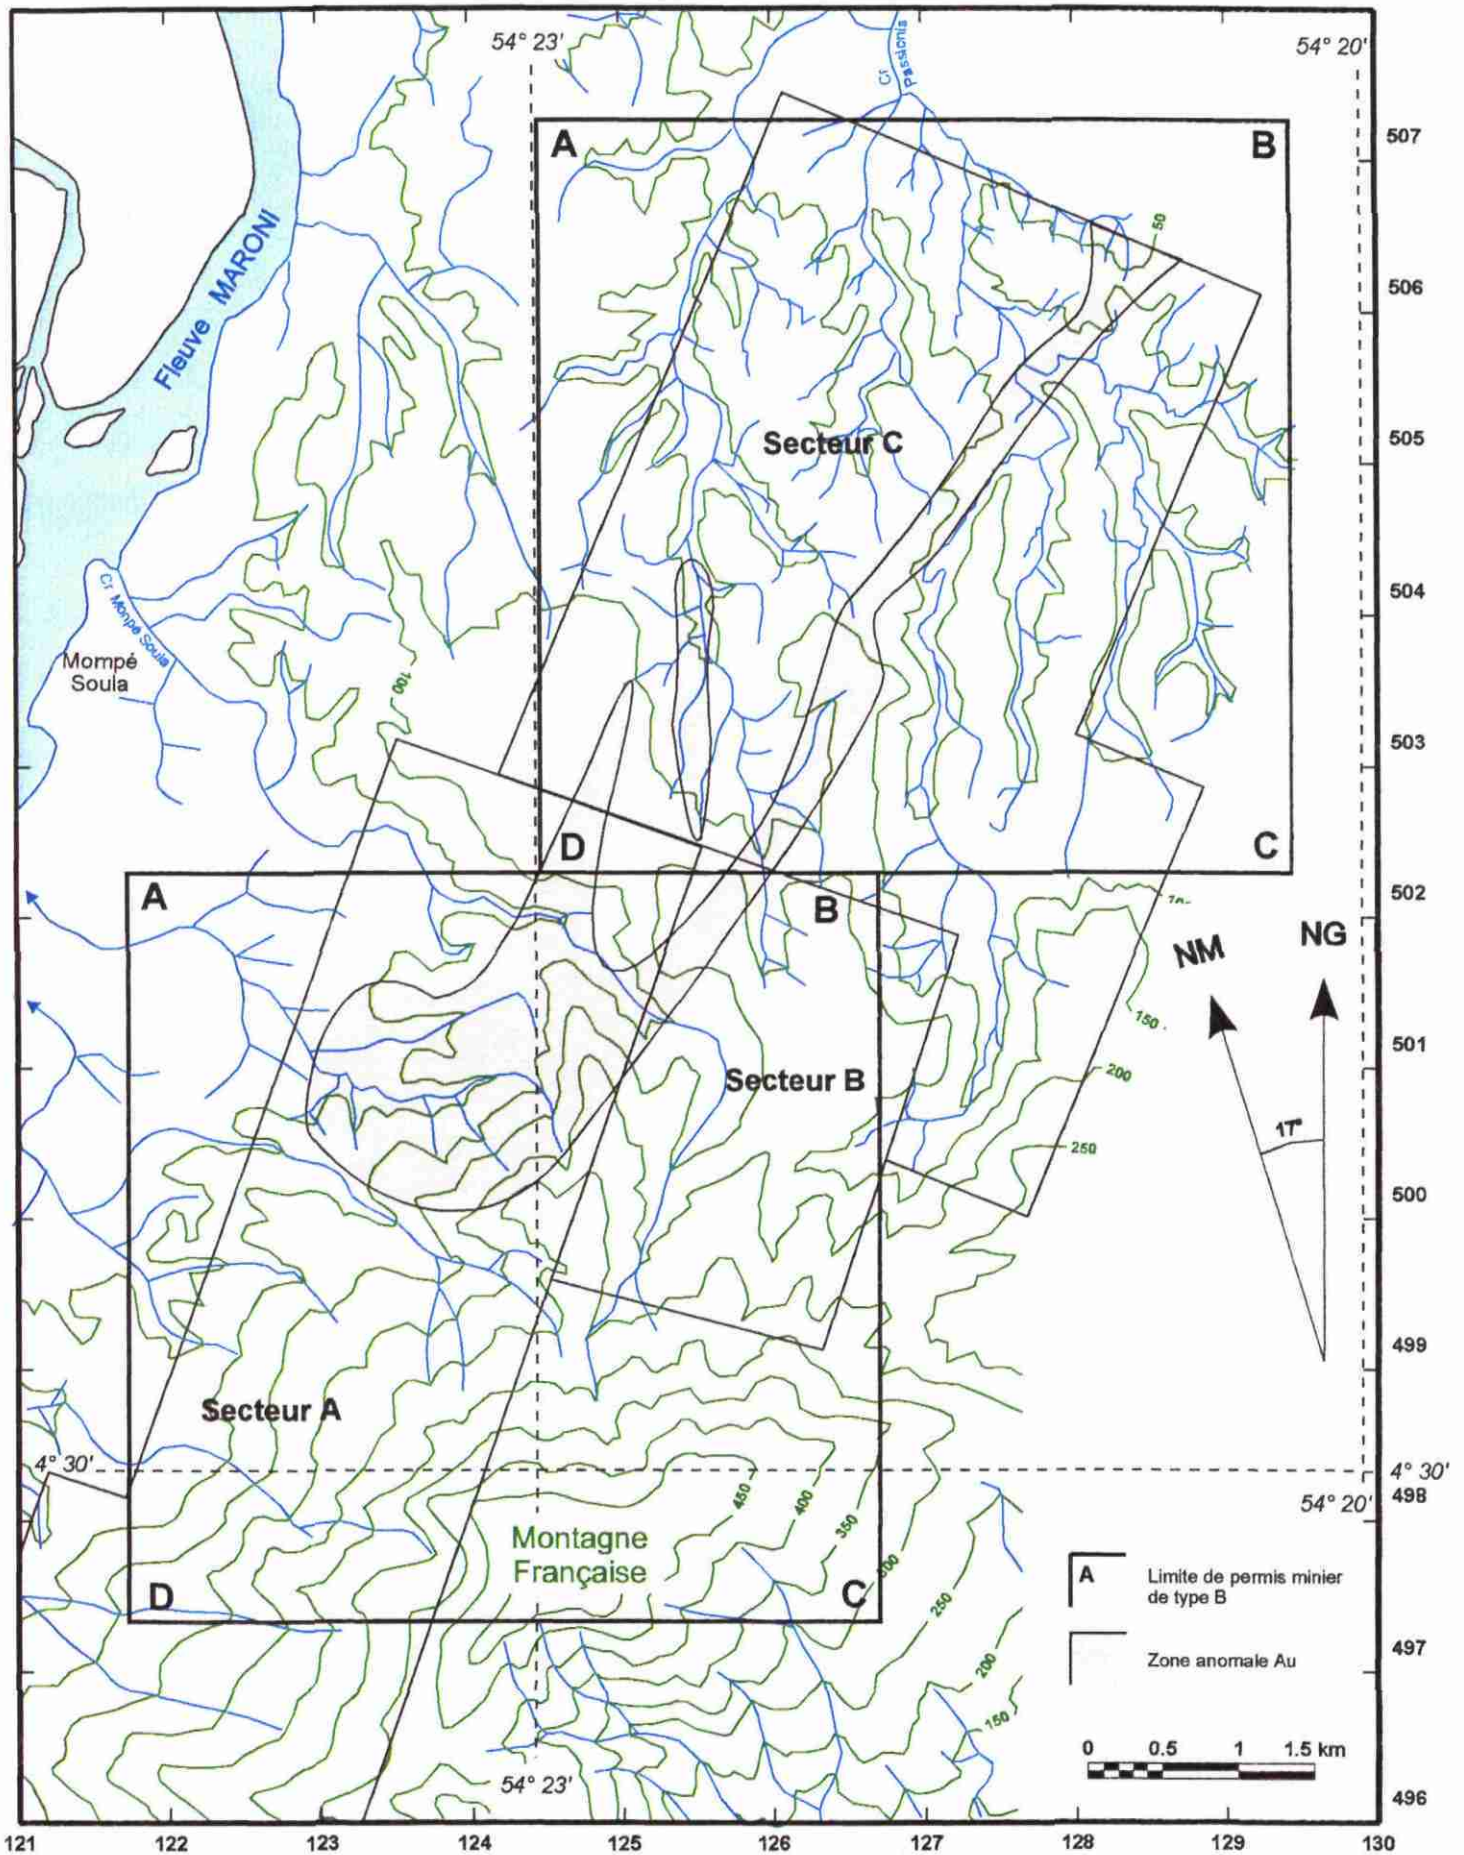 54° 23'
54° 20'
Cr Passionis
A
B
507
Fleuve MARONI
50
506
Secteur C
505
504
Cr Monpé Soula
Mompé
Soula
100
503
D
C
A
B
502
NM
NG
150
501
Secteur B
200
17°
250
500
499
Secteur A
4° 30'
4° 30'
498
54° 20'
450
400
350
300
Montagne
Française
D
C
250
A
Limite de permis minier
de type B
497
200
Zone anomale Au
150
0 0.5 1 1.5 km
54° 23'
496
121 122 123 124 125 126 127 128 129 130